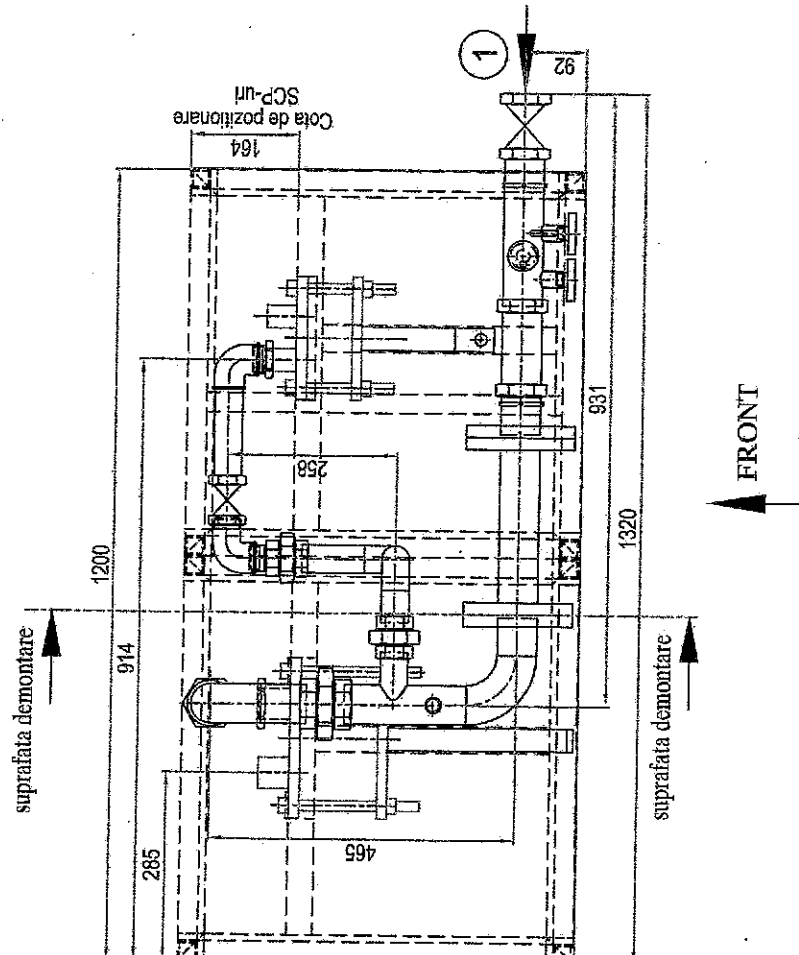 1
92
Cota de pozitionare
SCP-uri
164
1200
914
258
931
1320
FRONT
suprafata demontare
suprafata demontare
285
465